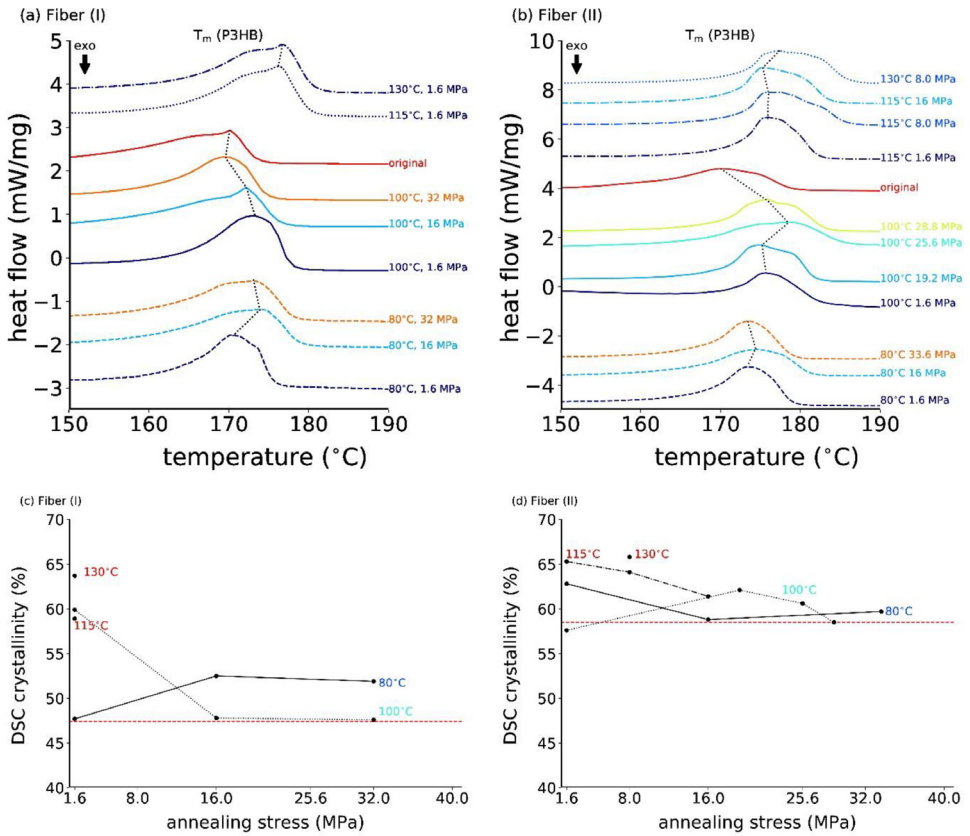 (a) Fiber (I)
exo
Tm (P3HB)
130°C, 1.6 MPa
115°C, 1.6 MPa
original
100°C, 32 MPa
100°C, 16 MPa
100°C, 1.6 MPa
80°C, 32 MPa
80°C, 16 MPa
80°C, 1.6 MPa
5
4
3
2
1
0
−1
−2
−3
heat flow (mW/mg)
150 160 170 180 190
temperature (°C)
(b) Fiber (II)
exo
Tm (P3HB)
130°C 8.0 MPa
115°C 16 MPa
115°C 8.0 MPa
115°C 1.6 MPa
original
100°C 28.8 MPa
100°C 25.6 MPa
100°C 19.2 MPa
100°C 1.6 MPa
80°C 33.6 MPa
80°C 16 MPa
80°C 1.6 MPa
10
8
6
4
2
0
−2
−4
heat flow (mW/mg)
150 160 170 180 190
temperature (°C)
(c) Fiber (I)
70
65
60
55
50
45
40
DSC crystallinity (%)
130°C
115°C
80°C
100°C
1.6 8.0 16.0 25.6 32.0 40.0
annealing stress (MPa)
(d) Fiber (II)
70
65
60
55
50
45
40
DSC crystallinity (%)
115°C 130°C
100°C
80°C
1.6 8.0 16.0 25.6 32.0 40.0
annealing stress (MPa)